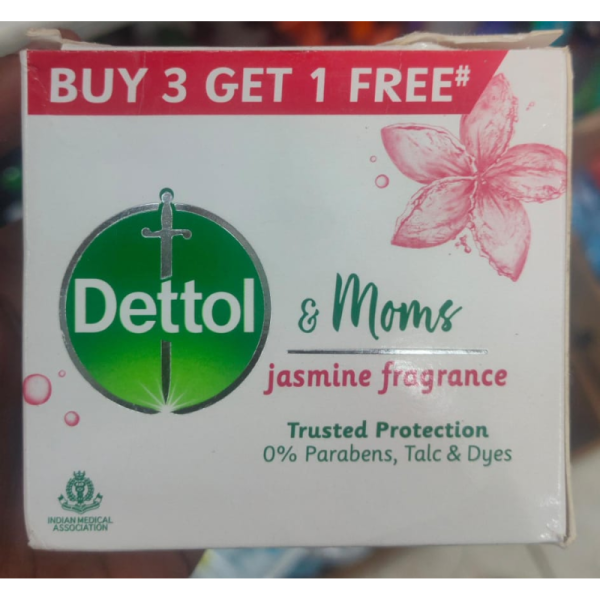 BUY 3 GET 1 FREE#
Dettol
& Moms
jasmine fragrance
Trusted Protection
0% Parabens, Talc & Dyes
INDIAN MEDICAL
ASSOCIATION